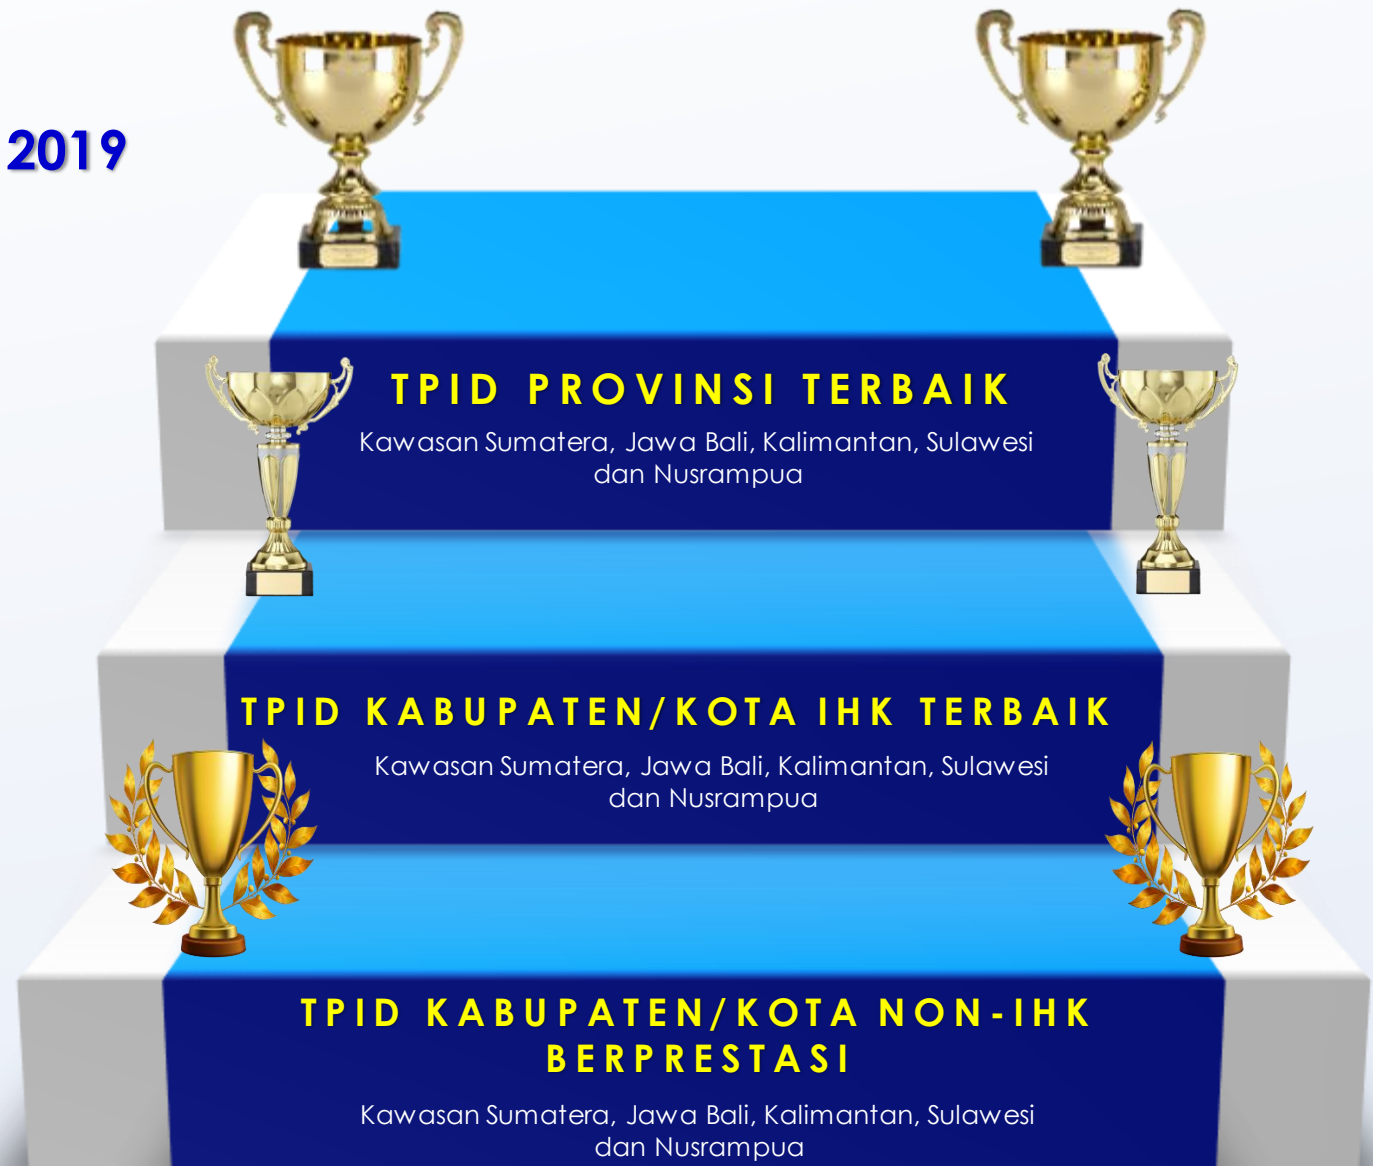 2019
TPID PROVINSI TERBAIK
Kawasan Sumatera, Jawa Bali, Kalimantan, Sulawesi
dan Nusrampua
TPID KABUPATEN/KOTA IHK TERBAIK
Kawasan Sumatera, Jawa Bali, Kalimantan, Sulawesi
dan Nusrampua
TPID KABUPATEN/KOTA NON-IHK
BERPRESTASI
Kawasan Sumatera, Jawa Bali, Kalimantan, Sulawesi
dan Nusrampua